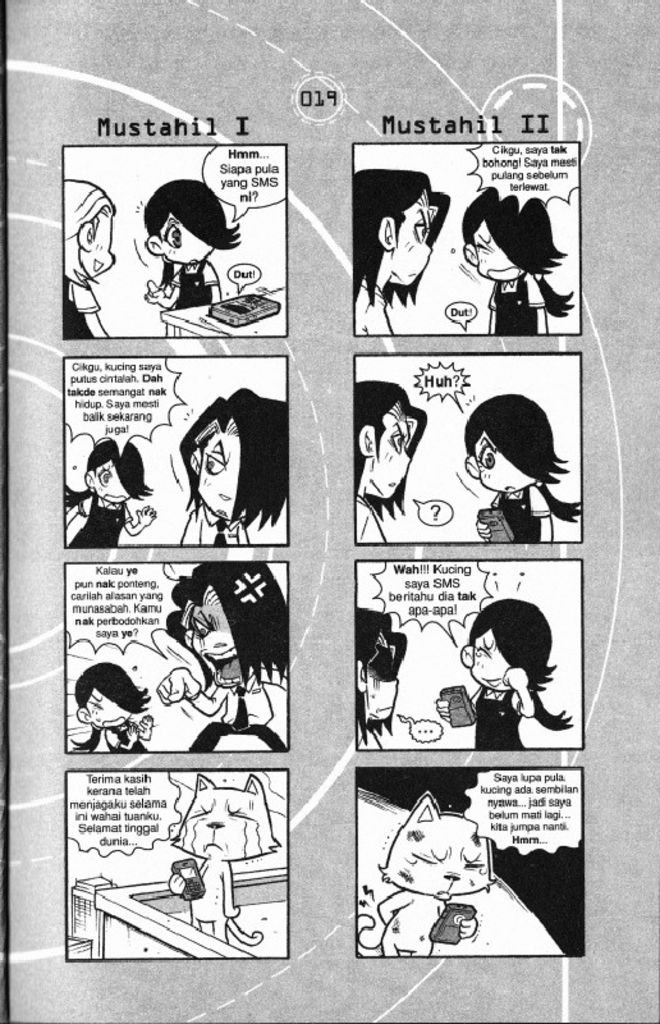 019
Mustahil I
Hmm...
Siapa pula
yang SMS
ni?
Dut!
Cikgu, kucing saya
putus cintalah. Dah
takde semangat nak
hidup. Saya mesti
balik sekarang
juga!
Kalau ye
pun nak ponteng,
carilah alasan yang
munasabah. Kamu
nak perbodohkan
saya ye?
Terima kasih
kerana telah
menjagaku selama
ini wahai tuanku.
Selamat tinggal
dunia...
Mustahil II
Cikgu, saya tak
bohong! Saya mesti
pulang sebelum
terlewat.
Dut!
Huh?
?
Wah!!! Kucing
saya SMS
beritahu dia tak
apa-apa!
...
Saya lupa pula,
kucing ada sembilan
nyawa... jadi saya
belum mati lagi...
kita jumpa nanti.
Hmm...